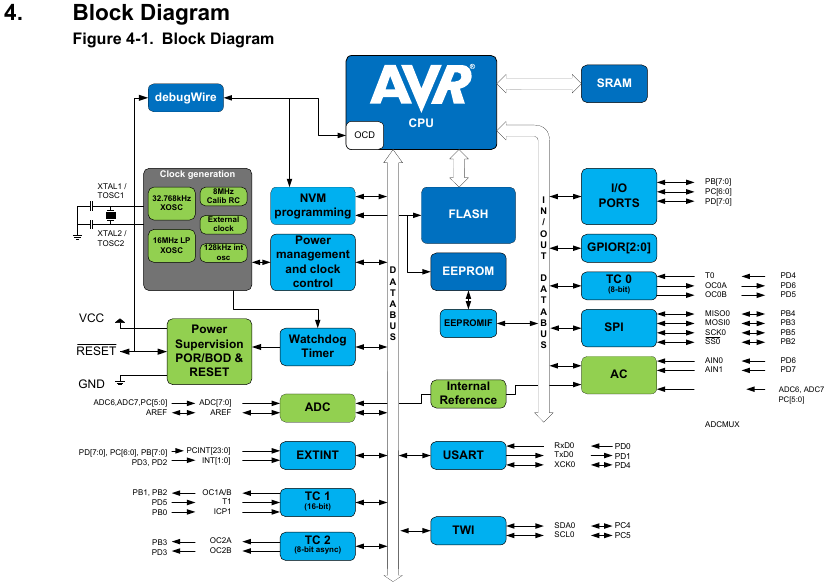 4. Block Diagram
Figure 4-1. Block Diagram
AVR®
CPU
OCD
SRAM
debugWire
Clock generation
XTAL1 /
TOSC1
XTAL2 /
TOSC2
32.768kHz
XOSC
16MHz LP
XOSC
8MHz
Calib RC
External
clock
128kHz int
osc
NVM
programming
Power
management
and clock
control
FLASH
EEPROM
EEPROMIF
DATABUS
IN/OUT DATABUS
I/O
PORTS
PB[7:0]
PC[6:0]
PD[7:0]
GPIOR[2:0]
TC 0
(8-bit)
T0 PD4
OC0A PD6
OC0B PD5
SPI
MISO0 PB4
MOSI0 PB3
SCK0 PB5
SS0 PB2
AC
AIN0 PD6
AIN1 PD7
ADC6, ADC7
PC[5:0]
ADCMUX
VCC
RESET
GND
Power
Supervision
POR/BOD &
RESET
Watchdog
Timer
Internal
Reference
ADC6,ADC7,PC[5:0] ADC[7:0]
AREF AREF
ADC
PD[7:0], PC[6:0], PB[7:0] PCINT[23:0]
PD3, PD2 INT[1:0]
EXTINT
USART
RxD0 PD0
TxD0 PD1
XCK0 PD4
PB1, PB2 OC1A/B
PD5 T1
PB0 ICP1
TC 1
(16-bit)
PB3 OC2A
PD3 OC2B
TC 2
(8-bit async)
TWI
SDA0 PC4
SCL0 PC5